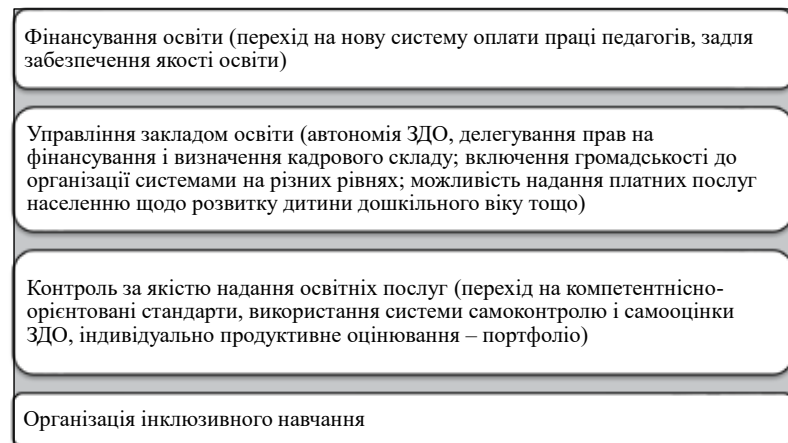 Фінансування освіти (перехід на нову систему оплати праці педагогів, задля
забезпечення якості освіти)
Управління закладом освіти (автономія ЗДО, делегування прав на
фінансування і визначення кадрового складу; включення громадськості до
організації системами на різних рівнях; можливість надання платних послуг
населенню щодо розвитку дитини дошкільного віку тощо)
Контроль за якістю надання освітніх послуг (перехід на компетентнісно-
орієнтовані стандарти, використання системи самоконтролю і самооцінки
ЗДО, індивідуально продуктивне оцінювання – портфоліо)
Організація інклюзивного навчання